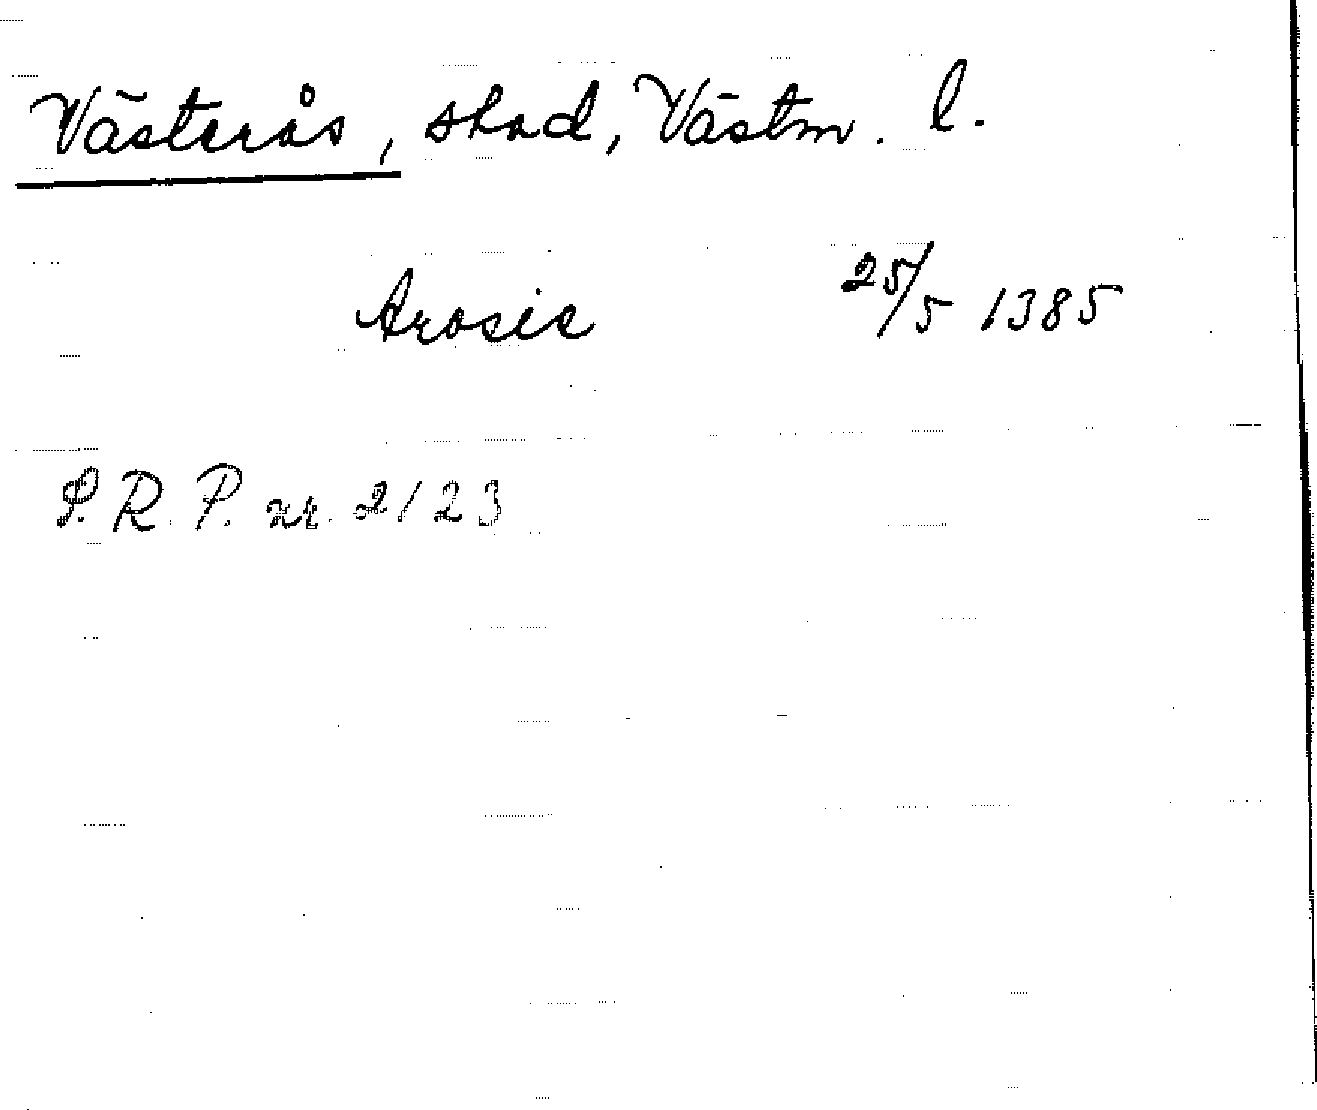 Västerås, stad, Västm. l.
Arosie 25/5 1385
S.R.P. nr. 2123